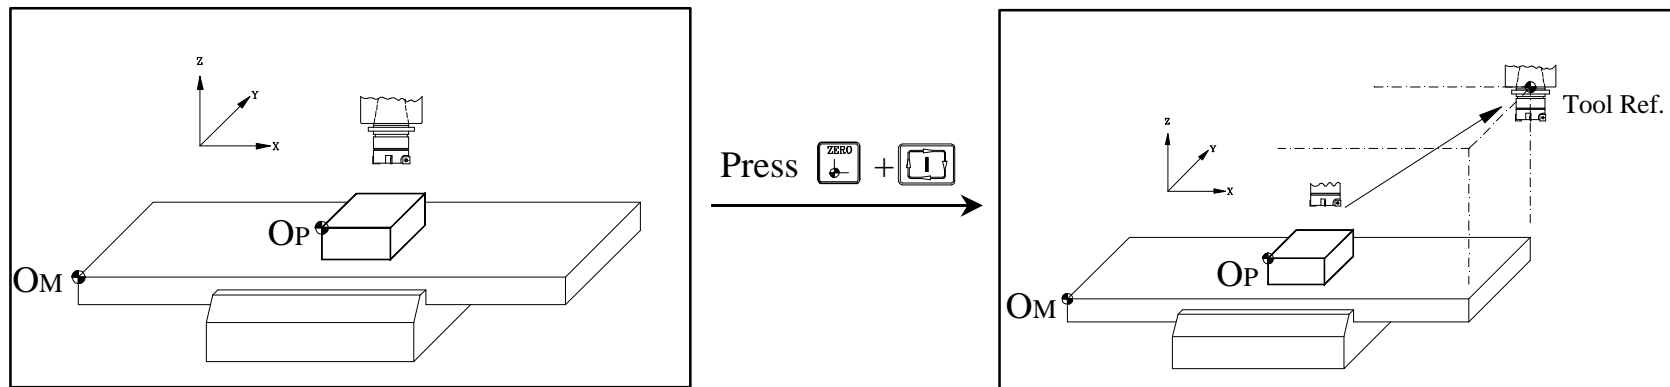 Z
Y
X
OP
OM
Press ZERO + I
Z
Y
X
Tool Ref.
OP
OM